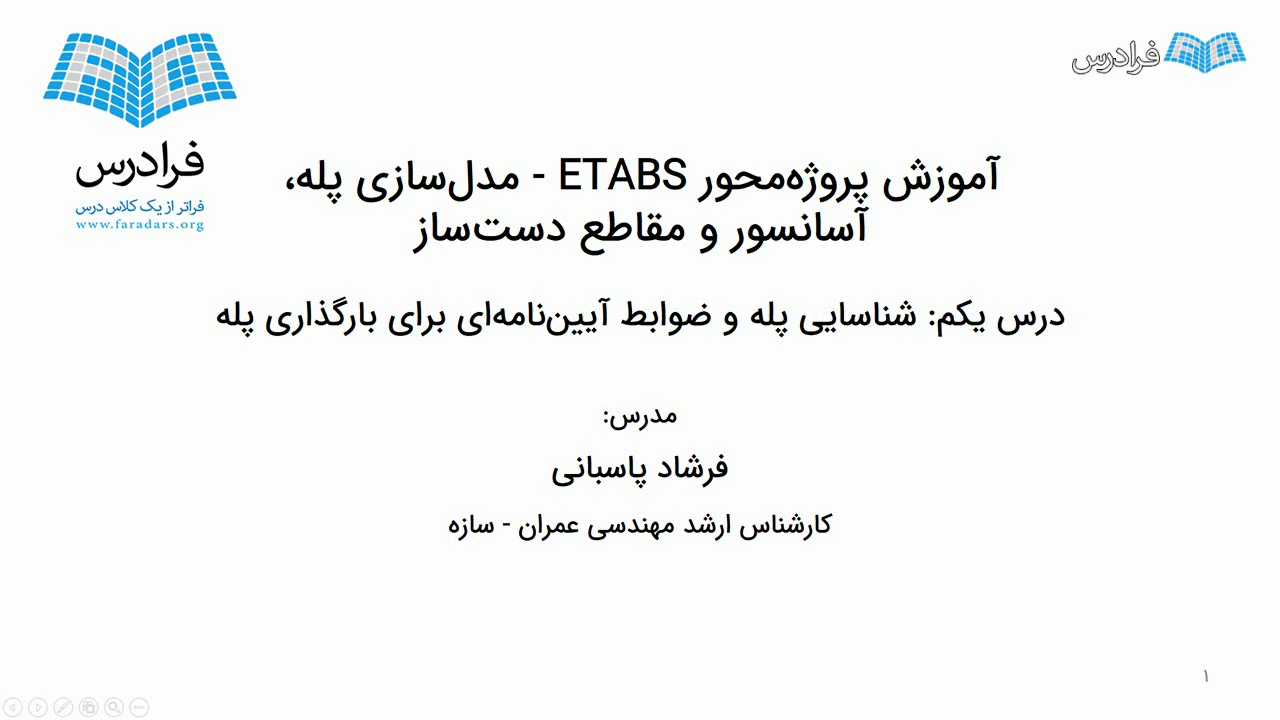 فرادرس
فرادرس
فراتر از یک کلاس درس
www.faradars.org
آموزش پروژه‌محور ETABS - مدل‌سازی پله،
آسانسور و مقاطع دست‌ساز
درس یکم: شناسایی پله و ضوابط آیین‌نامه‌ای برای بارگذاری پله
مدرس:
فرشاد پاسبانی
کارشناس ارشد مهندسی عمران - سازه
۱